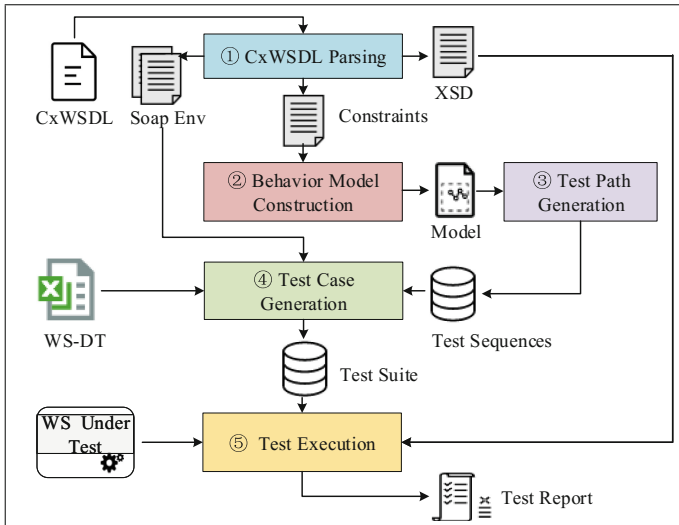 ① CxWSDL Parsing
CxWSDL
Soap Env
XSD
Constraints
② Behavior Model
Construction
Model
③ Test Path
Generation
④ Test Case
Generation
WS-DT
Test Sequences
Test Suite
WS Under
Test
⑤ Test Execution
Test Report